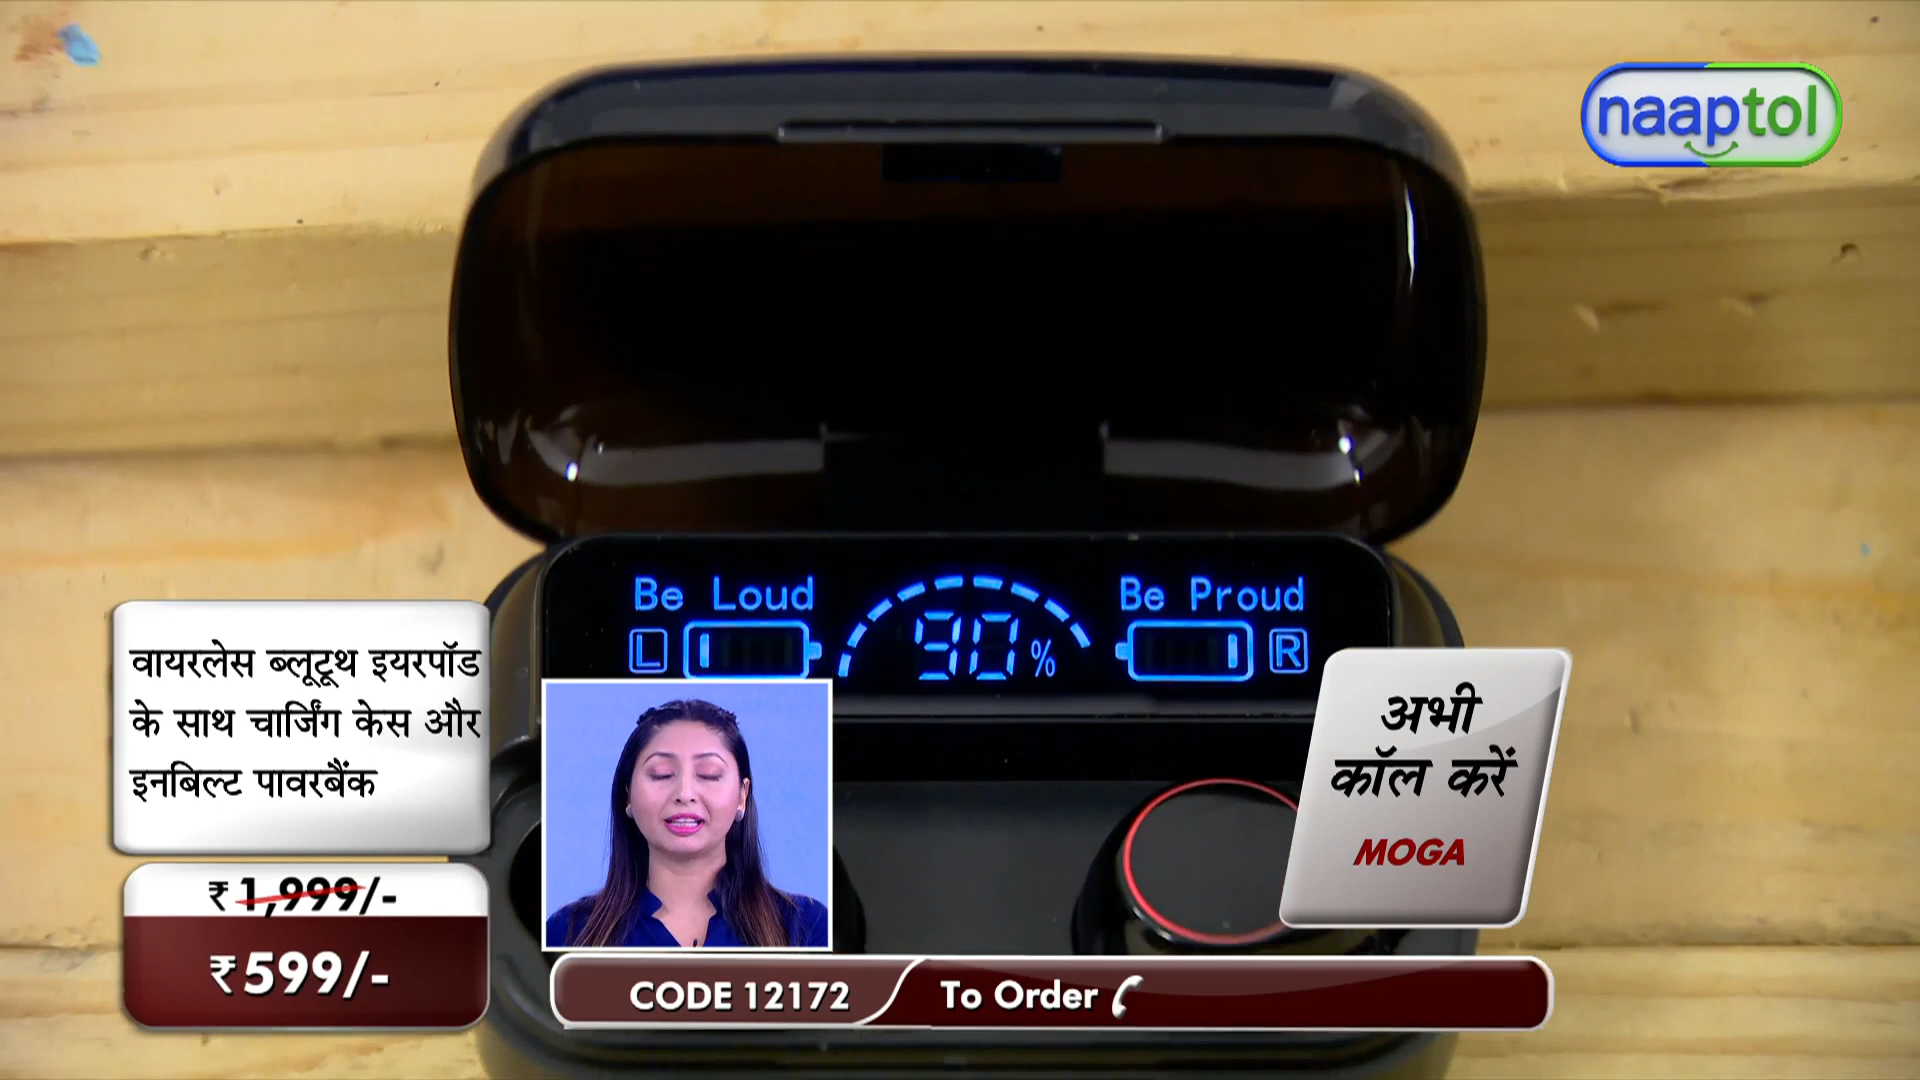 naaptol
Be Loud
Be Proud
L
90%
R
वायरलेस ब्लूटूथ इयरपॉड
के साथ चार्जिंग केस और
इनबिल्ट पावरबैंक
₹1,999/-
₹599/-
अभी
कॉल करें
MOGA
CODE 12172
To Order